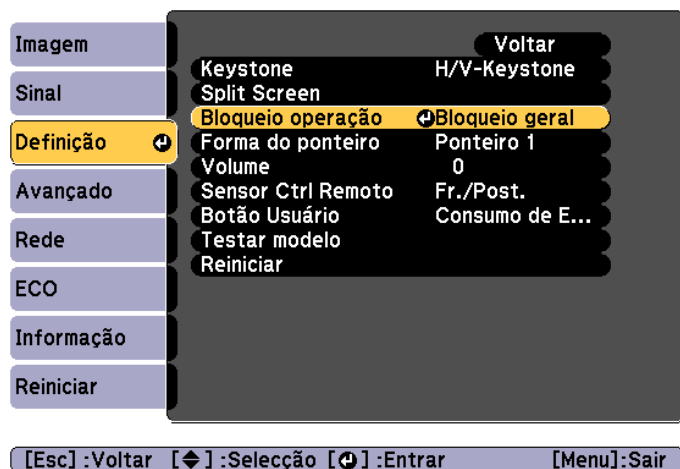 Imagem
Sinal
Definição
Avançado
Rede
ECO
Informação
Reiniciar
Voltar
Keystone H/V-Keystone
Split Screen
Bloqueio operação Bloqueio geral
Forma do ponteiro Ponteiro 1
Volume 0
Sensor Ctrl Remoto Fr./Post.
Botão Usuário Consumo de E...
Testar modelo
Reiniciar
[Esc] :Voltar [◆] :Selecção [⏎] :Entrar [Menu]:Sair